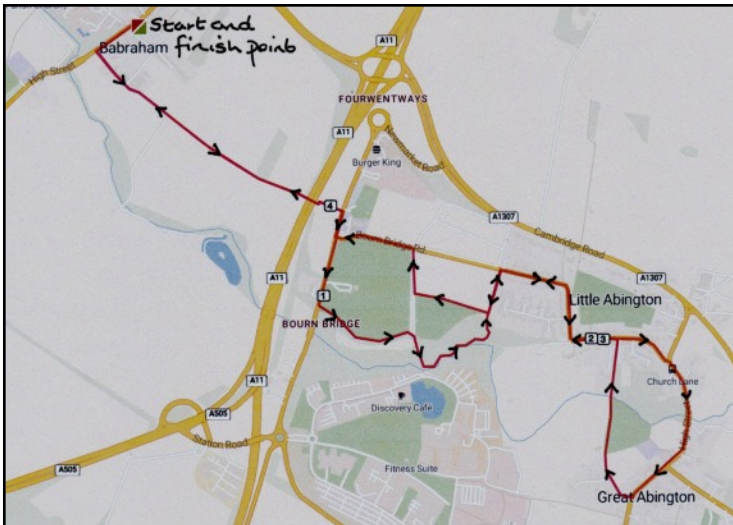 Start and
finish point
Babraham
High Street
A11
FOURWENTWAYS
A11
Newmarket Road
Burger King
4
A1307
Cambridge Road
Bourn Bridge Rd
A11
A1307
1
Little Abington
BOURN BRIDGE
2 3
Church Lane
A11
Discovery Cafe
High Street
A505
Station Road
A505
Fitness Suite
Great Abington